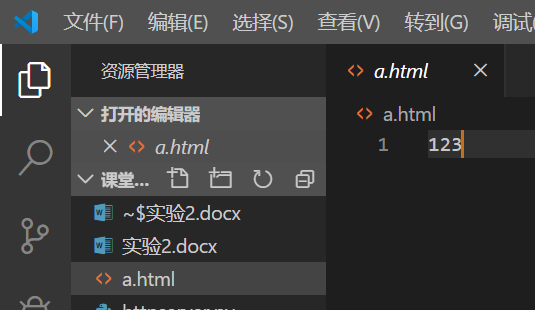 文件(F) 编辑(E) 选择(S) 查看(V) 转到(G) 调试(
资源管理器
打开的编辑器
a.html
课堂...
~$实验2.docx
实验2.docx
a.html
a.html
a.html
1 123